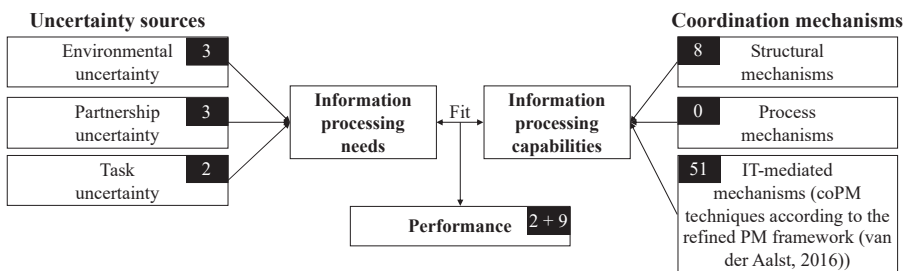 Uncertainty sources
Environmental
uncertainty
3
Partnership
uncertainty
3
Task
uncertainty
2
Information
processing
needs
Fit
Information
processing
capabilities
Performance
2 + 9
Coordination mechanisms
8
Structural
mechanisms
0
Process
mechanisms
51
IT-mediated
mechanisms (coPM
techniques according to the
refined PM framework (van
der Aalst, 2016))